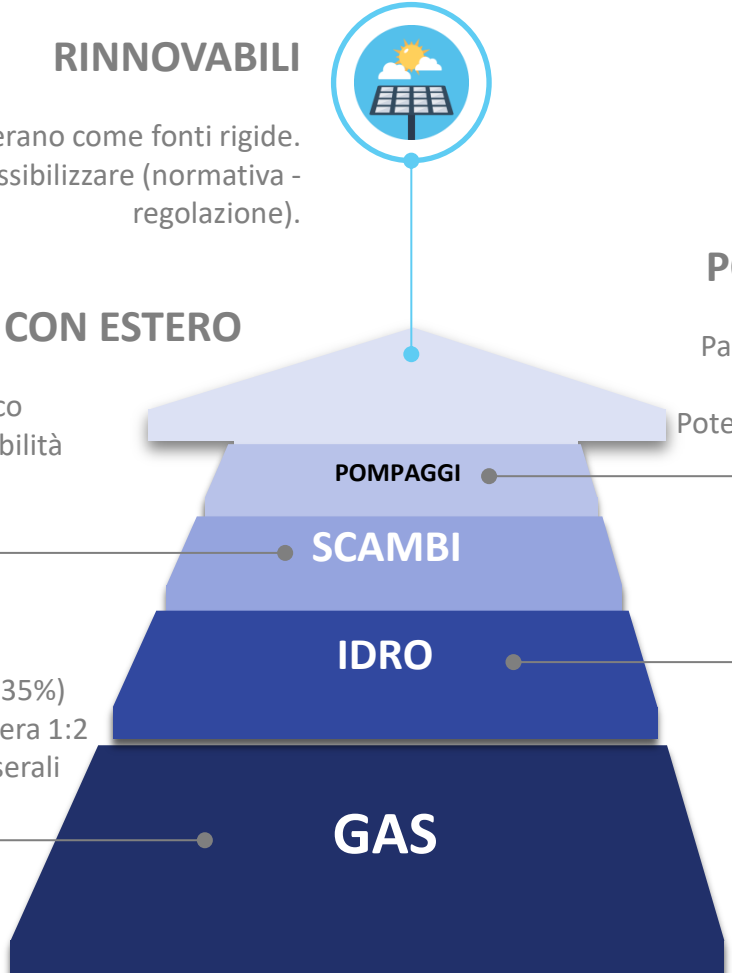 RINNOVABILI
erano come fonti rigide.
ssibilizzare (normativa -
regolazione).
CON ESTERO
co
bilità
Pa
Pote
POMPAGGI
SCAMBI
IDRO
35%)
era 1:2
serali
GAS